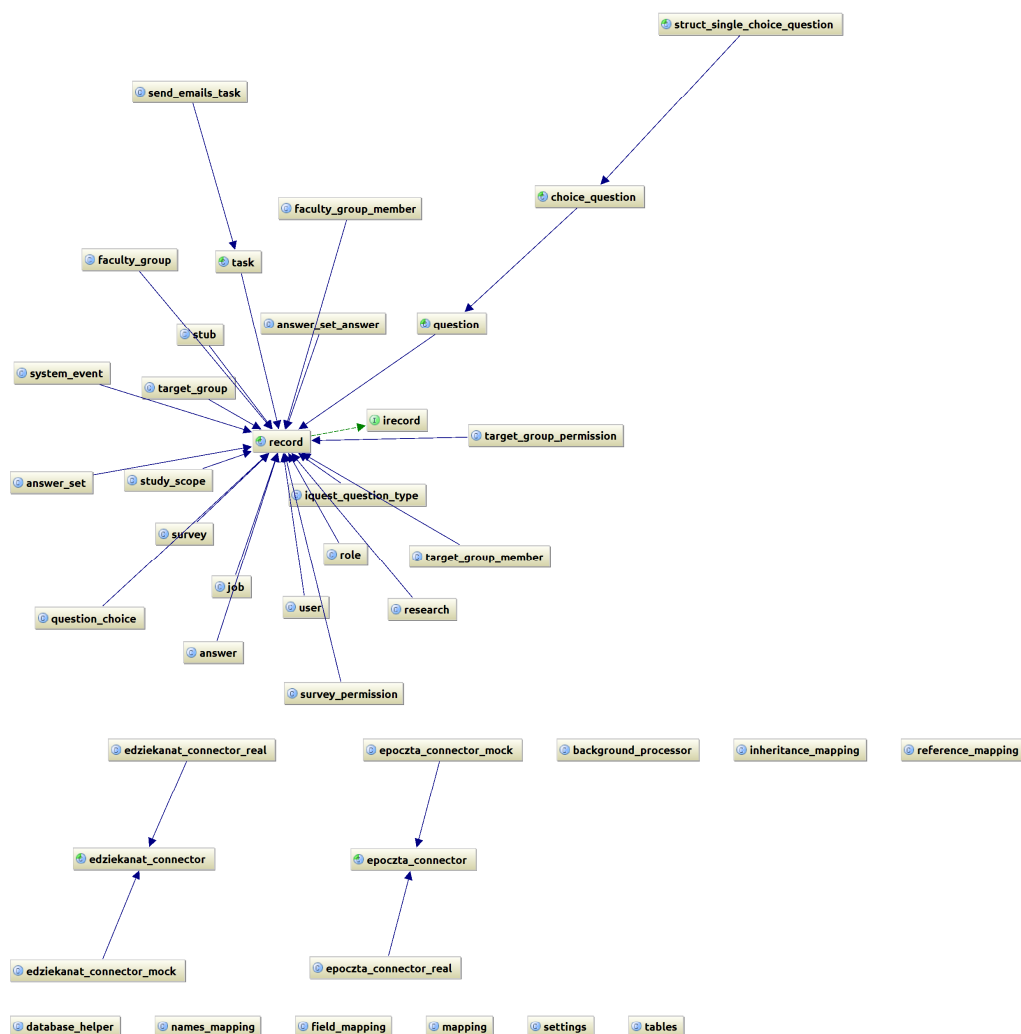 struct_single_choice_question
send_emails_task
choice_question
faculty_group_member
faculty_group
task
stub
answer_set_answer
question
system_event
target_group
irecord
record
target_group_permission
answer_set
study_scope
iquest_question_type
survey
role
target_group_member
job
user
research
question_choice
answer
survey_permission
edziekanat_connector_real
epoczta_connector_mock
background_processor
inheritance_mapping
reference_mapping
edziekanat_connector
epoczta_connector
edziekanat_connector_mock
epoczta_connector_real
database_helper
names_mapping
field_mapping
mapping
settings
tables